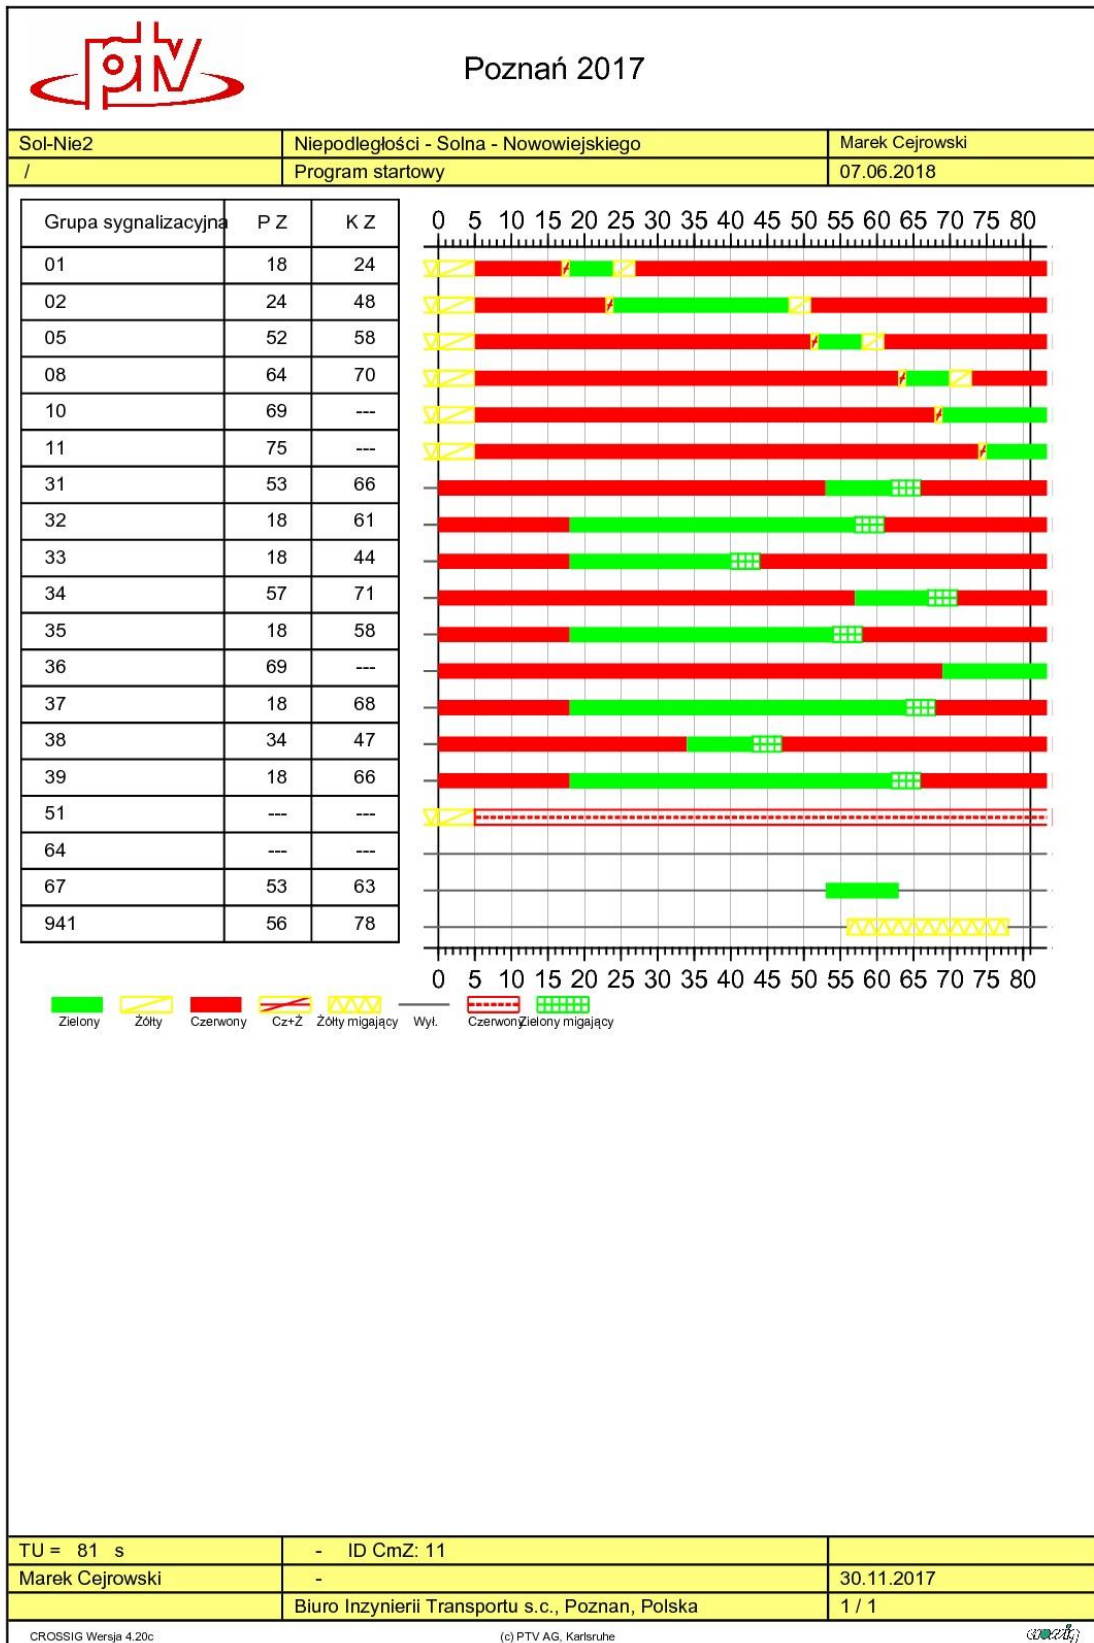 ptv
Poznań 2017
Sol-Nie2 Niepodległości - Solna - Nowowiejskiego Marek Cejrowski
/ Program startowy 07.06.2018
Grupa sygnalizacyjna P Z K Z
0 5 10 15 20 25 30 35 40 45 50 55 60 65 70 75 80
01 18 24
02 24 48
05 52 58
08 64 70
10 69 ---
11 75 ---
31 53 66
32 18 61
33 18 44
34 57 71
35 18 58
36 69 ---
37 18 68
38 34 47
39 18 66
51 --- ---
64 --- ---
67 53 63
941 56 78
0 5 10 15 20 25 30 35 40 45 50 55 60 65 70 75 80
Zielony Żółty Czerwony Cz+Ż Żółty migający Wył. Czerwony Zielony migający
TU = 81 s - ID CmZ: 11
Marek Cejrowski - 30.11.2017
Biuro Inzynierii Transportu s.c., Poznan, Polska 1 / 1
CROSSIG Wersja 4.20c (c) PTV AG, Karlsruhe